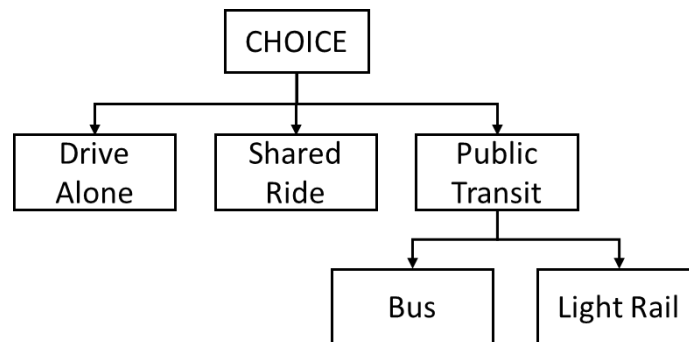 CHOICE
Drive
Alone
Shared
Ride
Public
Transit
Bus
Light Rail